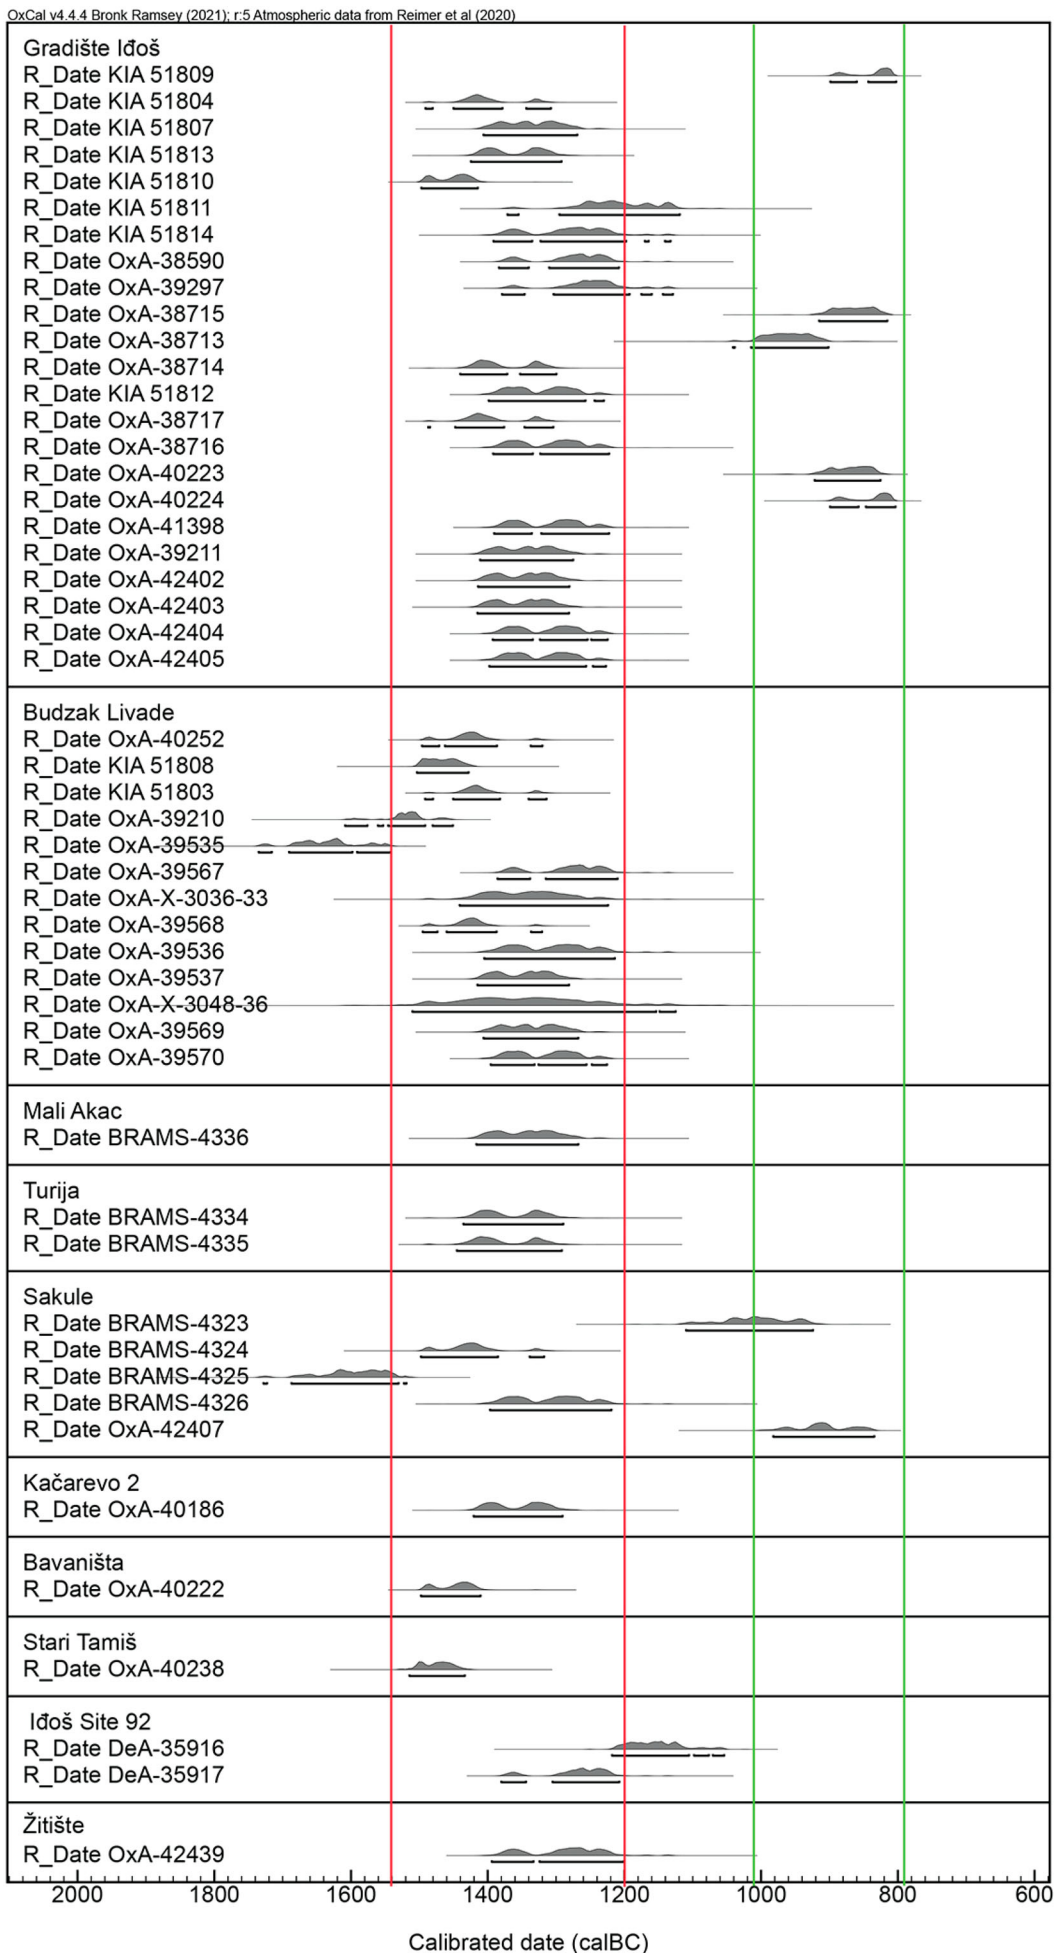 OxCal v4.4.4 Bronk Ramsey (2021); r:5 Atmospheric data from Reimer et al (2020)
Gradište Iđoš
R_Date KIA 51809
R_Date KIA 51804
R_Date KIA 51807
R_Date KIA 51813
R_Date KIA 51810
R_Date KIA 51811
R_Date KIA 51814
R_Date OxA-38590
R_Date OxA-39297
R_Date OxA-38715
R_Date OxA-38713
R_Date OxA-38714
R_Date KIA 51812
R_Date OxA-38717
R_Date OxA-38716
R_Date OxA-40223
R_Date OxA-40224
R_Date OxA-41398
R_Date OxA-39211
R_Date OxA-42402
R_Date OxA-42403
R_Date OxA-42404
R_Date OxA-42405
Budzak Livade
R_Date OxA-40252
R_Date KIA 51808
R_Date KIA 51803
R_Date OxA-39210
R_Date OxA-39535
R_Date OxA-39567
R_Date OxA-X-3036-33
R_Date OxA-39568
R_Date OxA-39536
R_Date OxA-39537
R_Date OxA-X-3048-36
R_Date OxA-39569
R_Date OxA-39570
Mali Akac
R_Date BRAMS-4336
Turija
R_Date BRAMS-4334
R_Date BRAMS-4335
Sakule
R_Date BRAMS-4323
R_Date BRAMS-4324
R_Date BRAMS-4325
R_Date BRAMS-4326
R_Date OxA-42407
Kačarevo 2
R_Date OxA-40186
Bavaništa
R_Date OxA-40222
Stari Tamiš
R_Date OxA-40238
Iđoš Site 92
R_Date DeA-35916
R_Date DeA-35917
Žitište
R_Date OxA-42439
2000 1800 1600 1400 1200 1000 800 600
Calibrated date (calBC)